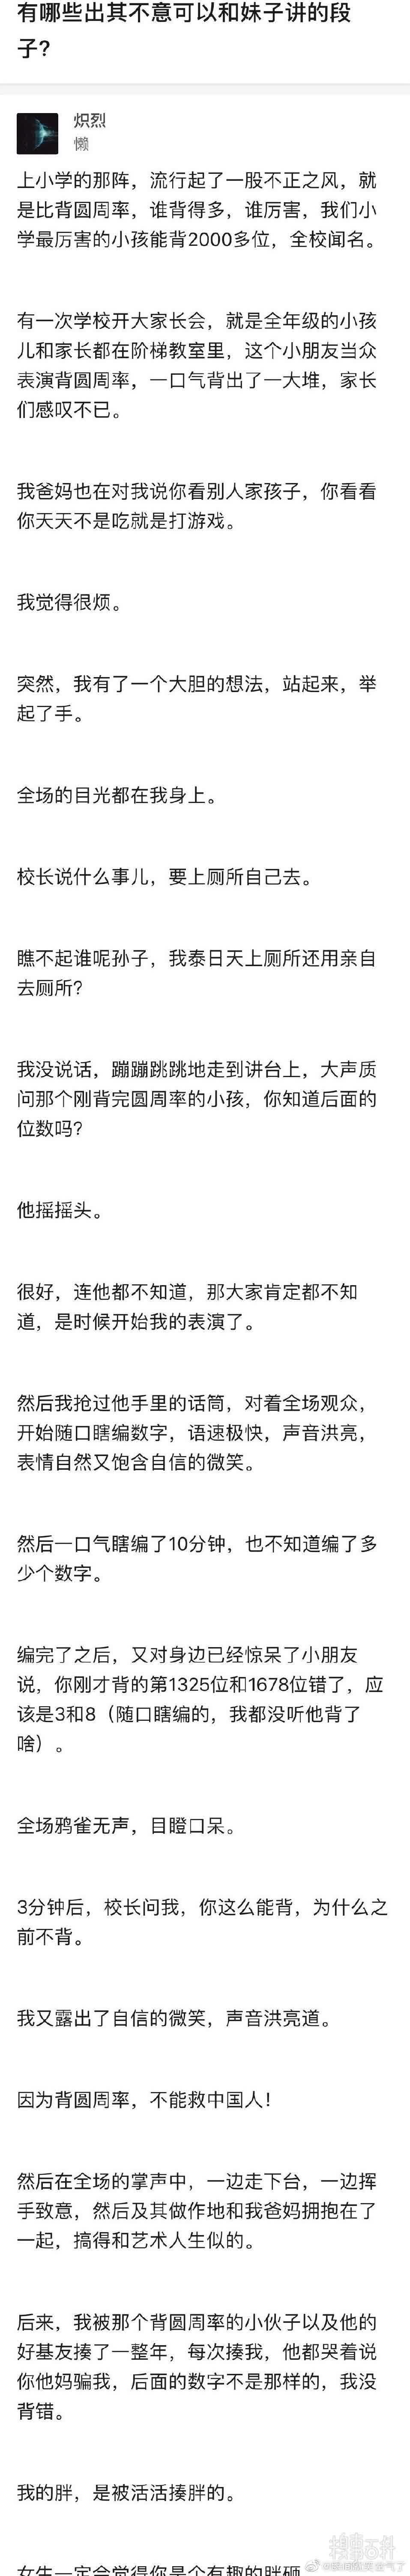 有哪些出其不意可以和妹子讲的段
子?
炽烈
懒
上小学的那阵，流行起了一股不正之风，就
是比背圆周率，谁背得多，谁厉害，我们小
学最厉害的小孩能背2000多位，全校闻名。
有一次学校开大家长会，就是全年级的小孩
儿和家长都在阶梯教室里，这个小朋友当众
表演背圆周率，一口气背出了一大堆，家长
们感叹不已。
我爸妈也在对我说你看别人家孩子，你看看
你天天不是吃就是打游戏。
我觉得很烦。
突然，我有了一个大胆的想法，站起来，举
起了手。
全场的目光都在我身上。
校长说什么事儿，要上厕所自己去。
瞧不起谁呢孙子，我泰日天上厕所还用亲自
去厕所?
我没说话，蹦蹦跳跳地走到讲台上，大声质
问那个刚背完圆周率的小孩，你知道后面的
位数吗?
他摇摇头。
很好，连他都不知道，那大家肯定都不知
道，是时候开始我的表演了。
然后我抢过他手里的话筒，对着全场观众，
开始随口瞎编数字，语速极快，声音洪亮，
表情自然又饱含自信的微笑。
然后一口气瞎编了10分钟，也不知道编了多
少个数字。
编完了之后，又对身边已经惊呆了小朋友
说，你刚才背的第1325位和1678位错了，应
该是3和8（随口瞎编的，我都没听他背了
啥）。
全场鸦雀无声，目瞪口呆。
3分钟后，校长问我，你这么能背，为什么之
前不背。
我又露出了自信的微笑，声音洪亮道。
因为背圆周率，不能救中国人!
然后在全场的掌声中，一边走下台，一边挥
手致意，然后及其做作地和我爸妈拥抱在了
一起，搞得和艺术人生似的。
后来，我被那个背圆周率的小伙子以及他的
好基友揍了一整年，每次揍我，他都哭着说
你他妈骗我，后面的数字不是那样的，我没
背错。
我的胖，是被活活揍胖的。
女生一定会觉得你是个有趣的胖砸